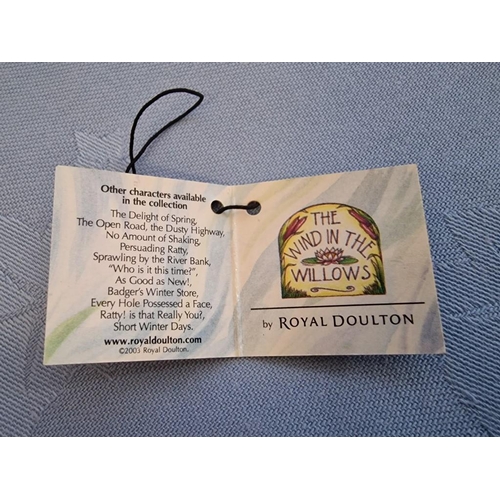 Other characters available
in the collection
The Delight of Spring,
The Open Road, the Dusty Highway,
No Amount of Shaking,
Persuading Ratty,
Sprawling by the River Bank,
"Who is it this time?",
As Good as New!,
Badger's Winter Store,
Every Hole Possessed a Face,
Ratty! is that Really You?,
Short Winter Days.
www.royaldoulton.com
©2003 Royal Doulton.
THE
WIND IN THE
WILLOWS
by ROYAL DOULTON